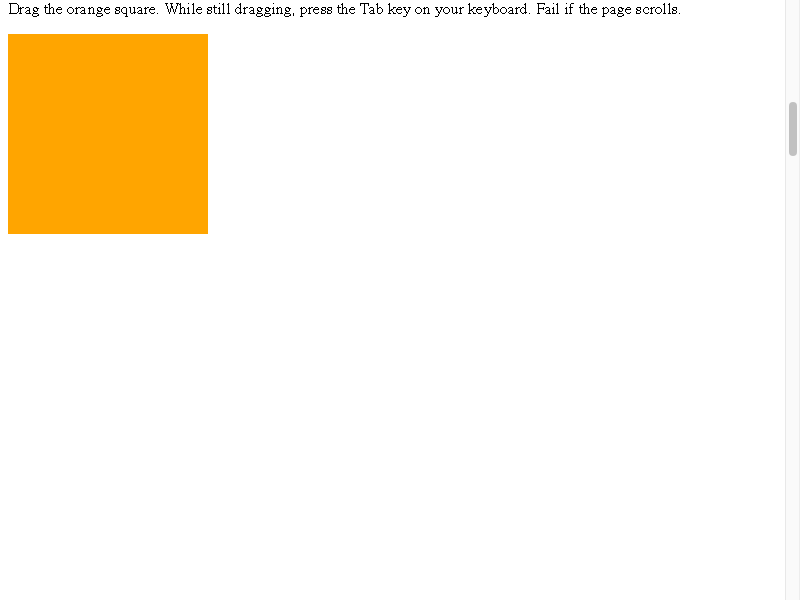 Drag the orange square. While still dragging, press the Tab key on your keyboard. Fail if the page scrolls.